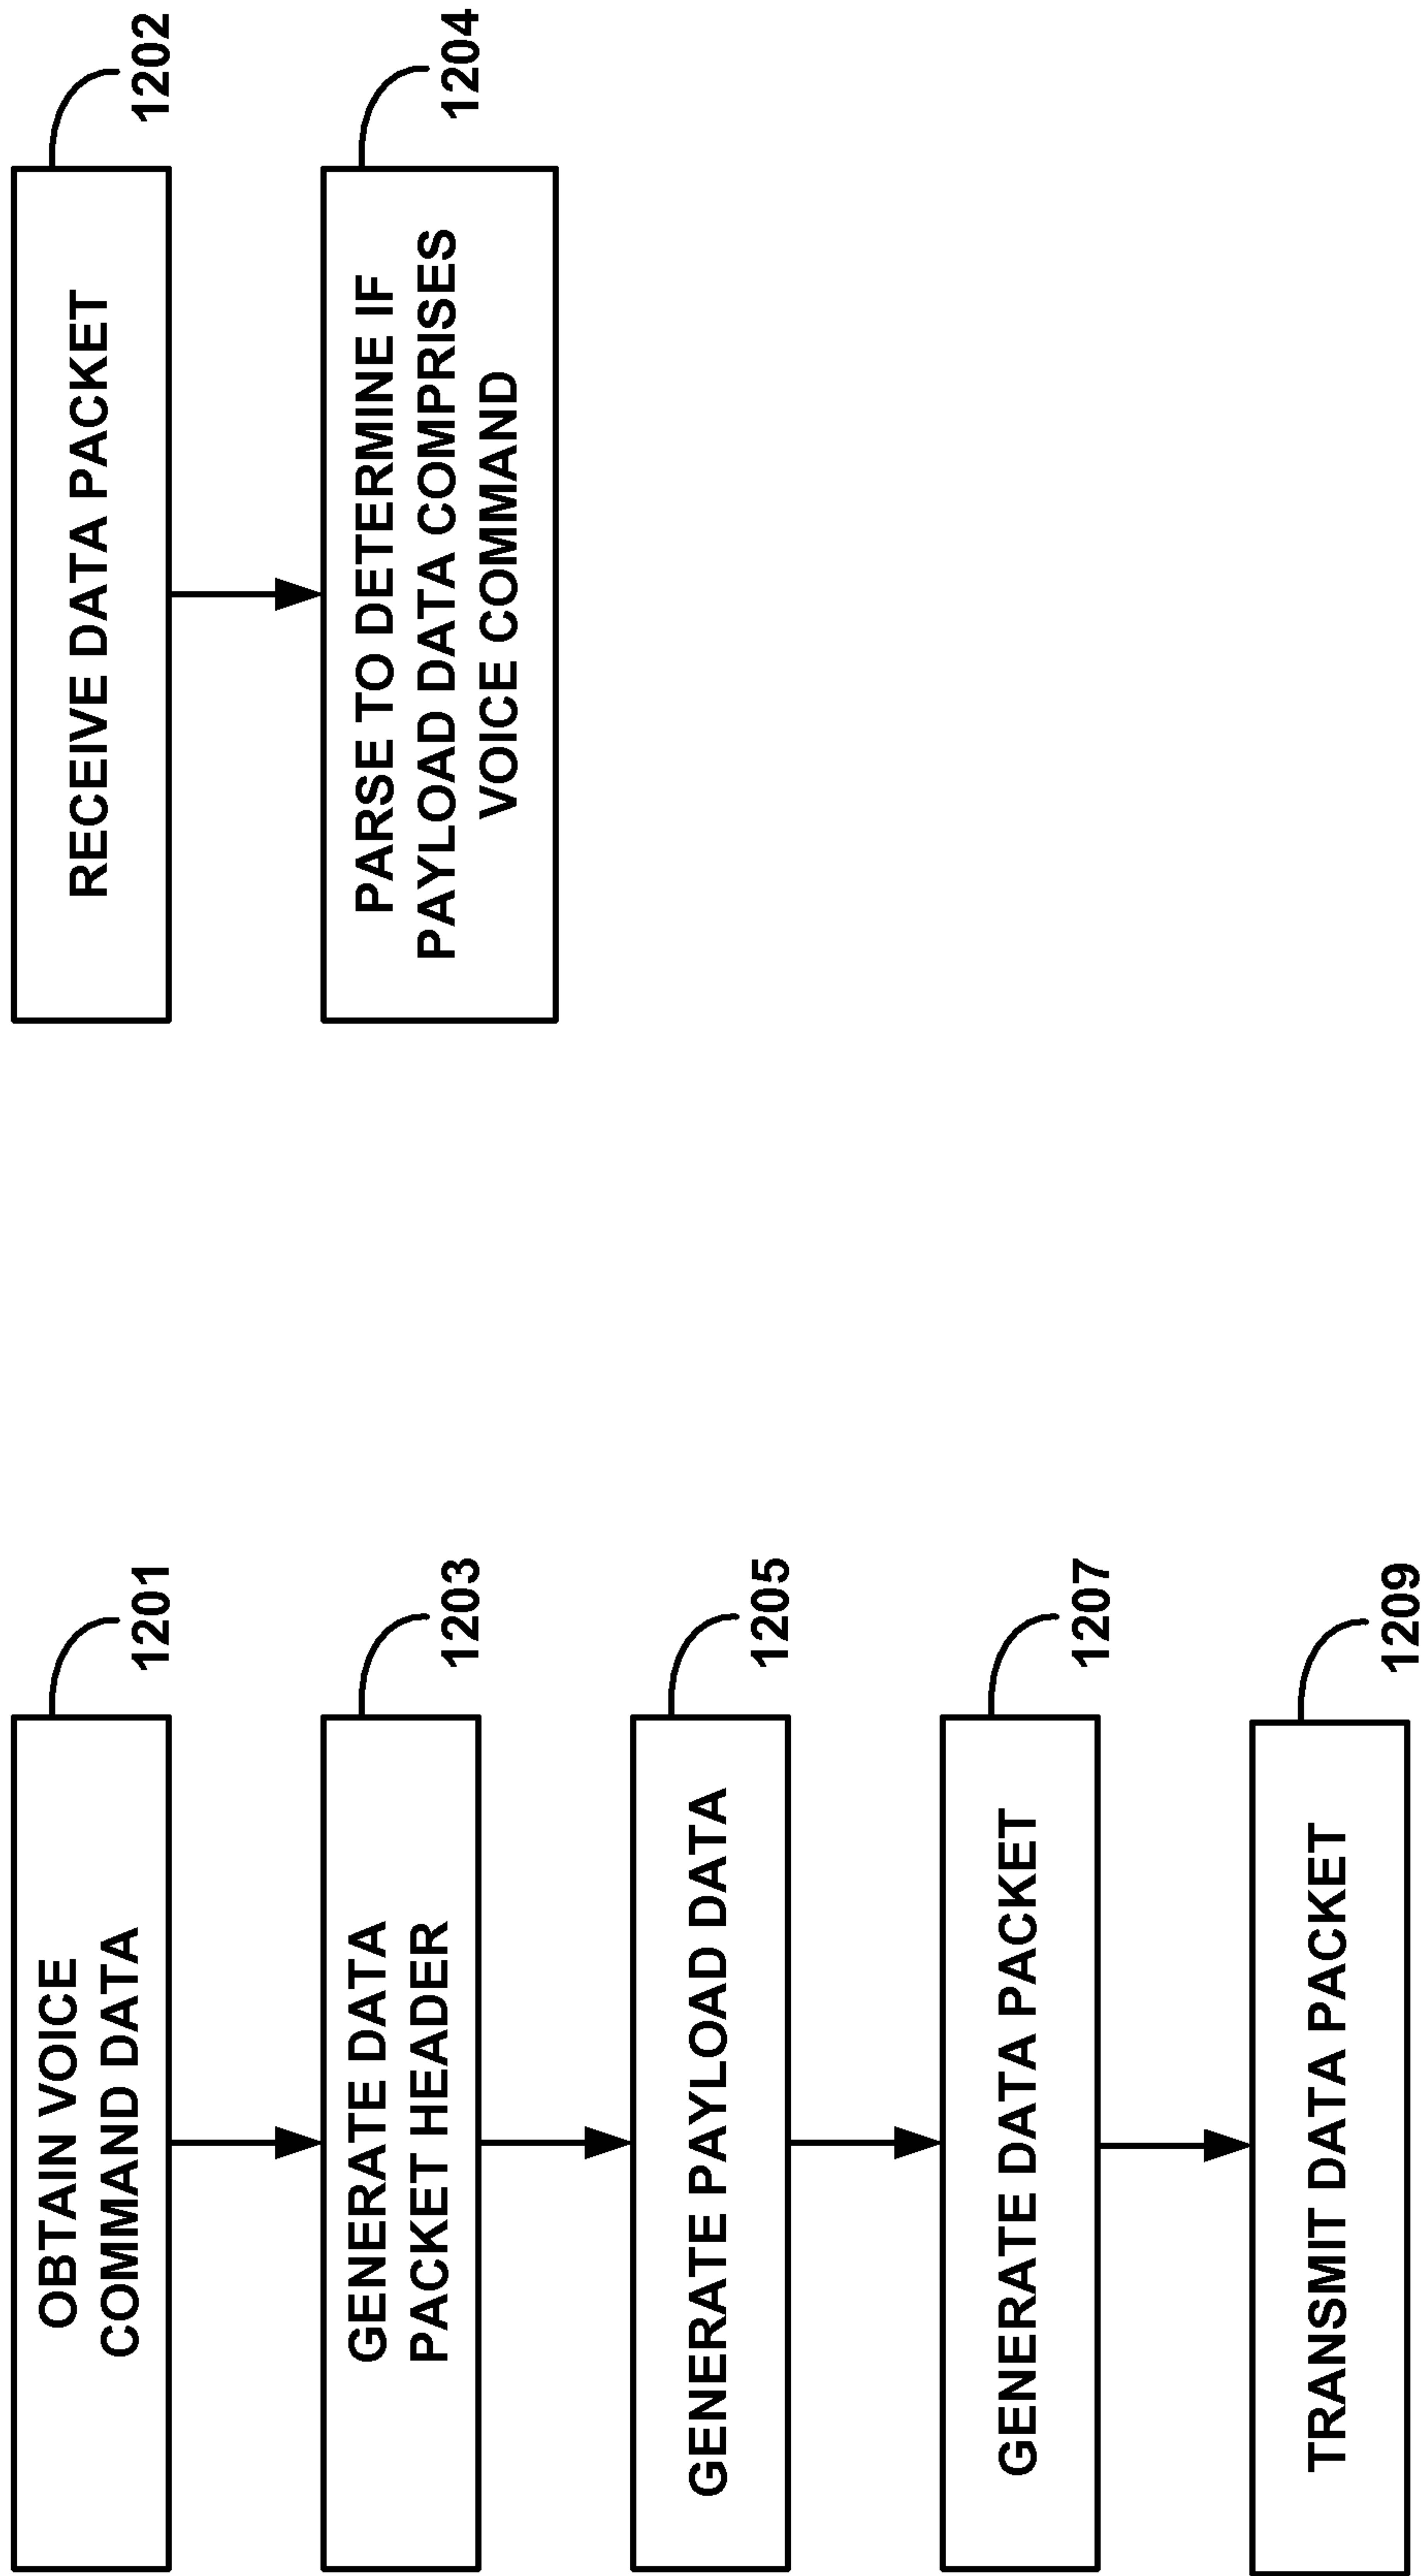 OBTAIN VOICE
COMMAND DATA
1201
GENERATE DATA
PACKET HEADER
1203
GENERATE PAYLOAD DATA
1205
GENERATE DATA PACKET
1207
TRANSMIT DATA PACKET
1209
RECEIVE DATA PACKET
1202
PARSE TO DETERMINE IF
PAYLOAD DATA COMPRISES
VOICE COMMAND
1204